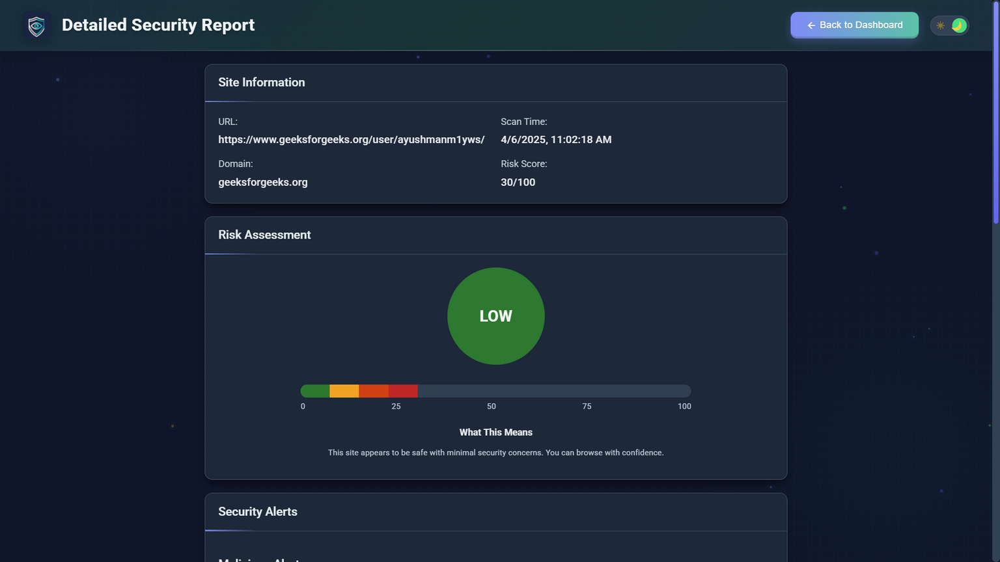 Detailed Security Report
Back to Dashboard
Site Information
URL:
https://www.geeksforgeeks.org/user/ayushmanm1yws/
Scan Time:
4/6/2025, 11:02:18 AM
Domain:
geeksforgeeks.org
Risk Score:
30/100
Risk Assessment
LOW
0 25 50 75 100
What This Means
This site appears to be safe with minimal security concerns. You can browse with confidence.
Security Alerts